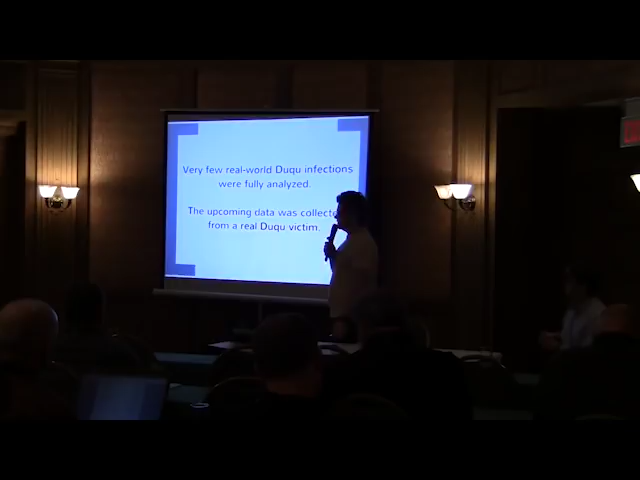 Very few real-world Duqu infections
were fully analyzed.
The upcoming data was collecte
from a real Duqu victim.